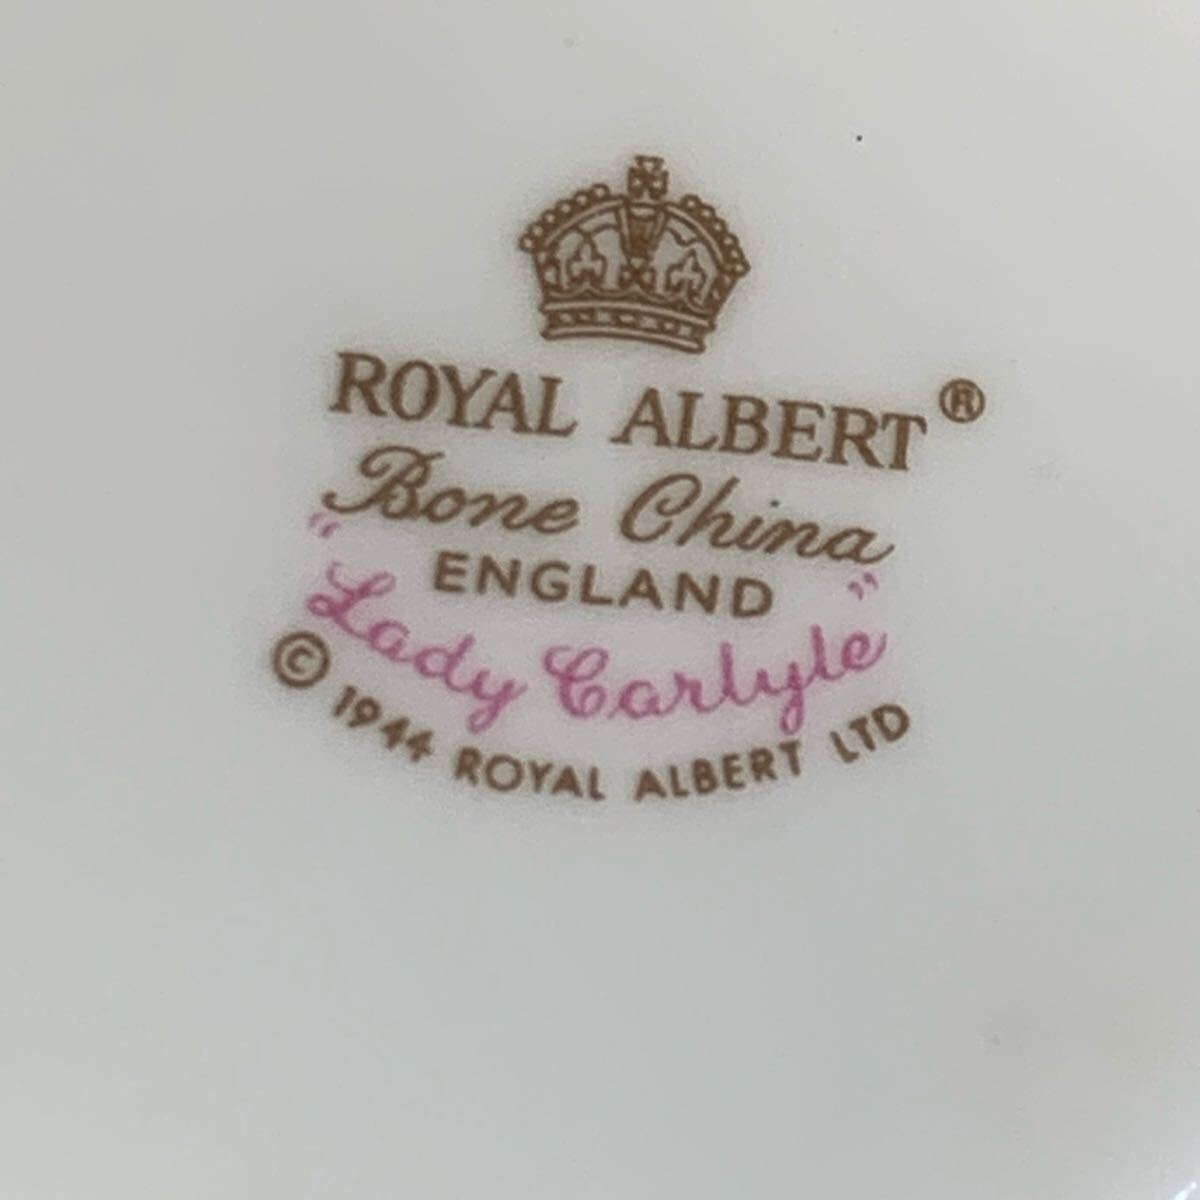 ROYAL ALBERT®
Bone China
ENGLAND
"Lady Carlyle"
© 1944 ROYAL ALBERT LTD